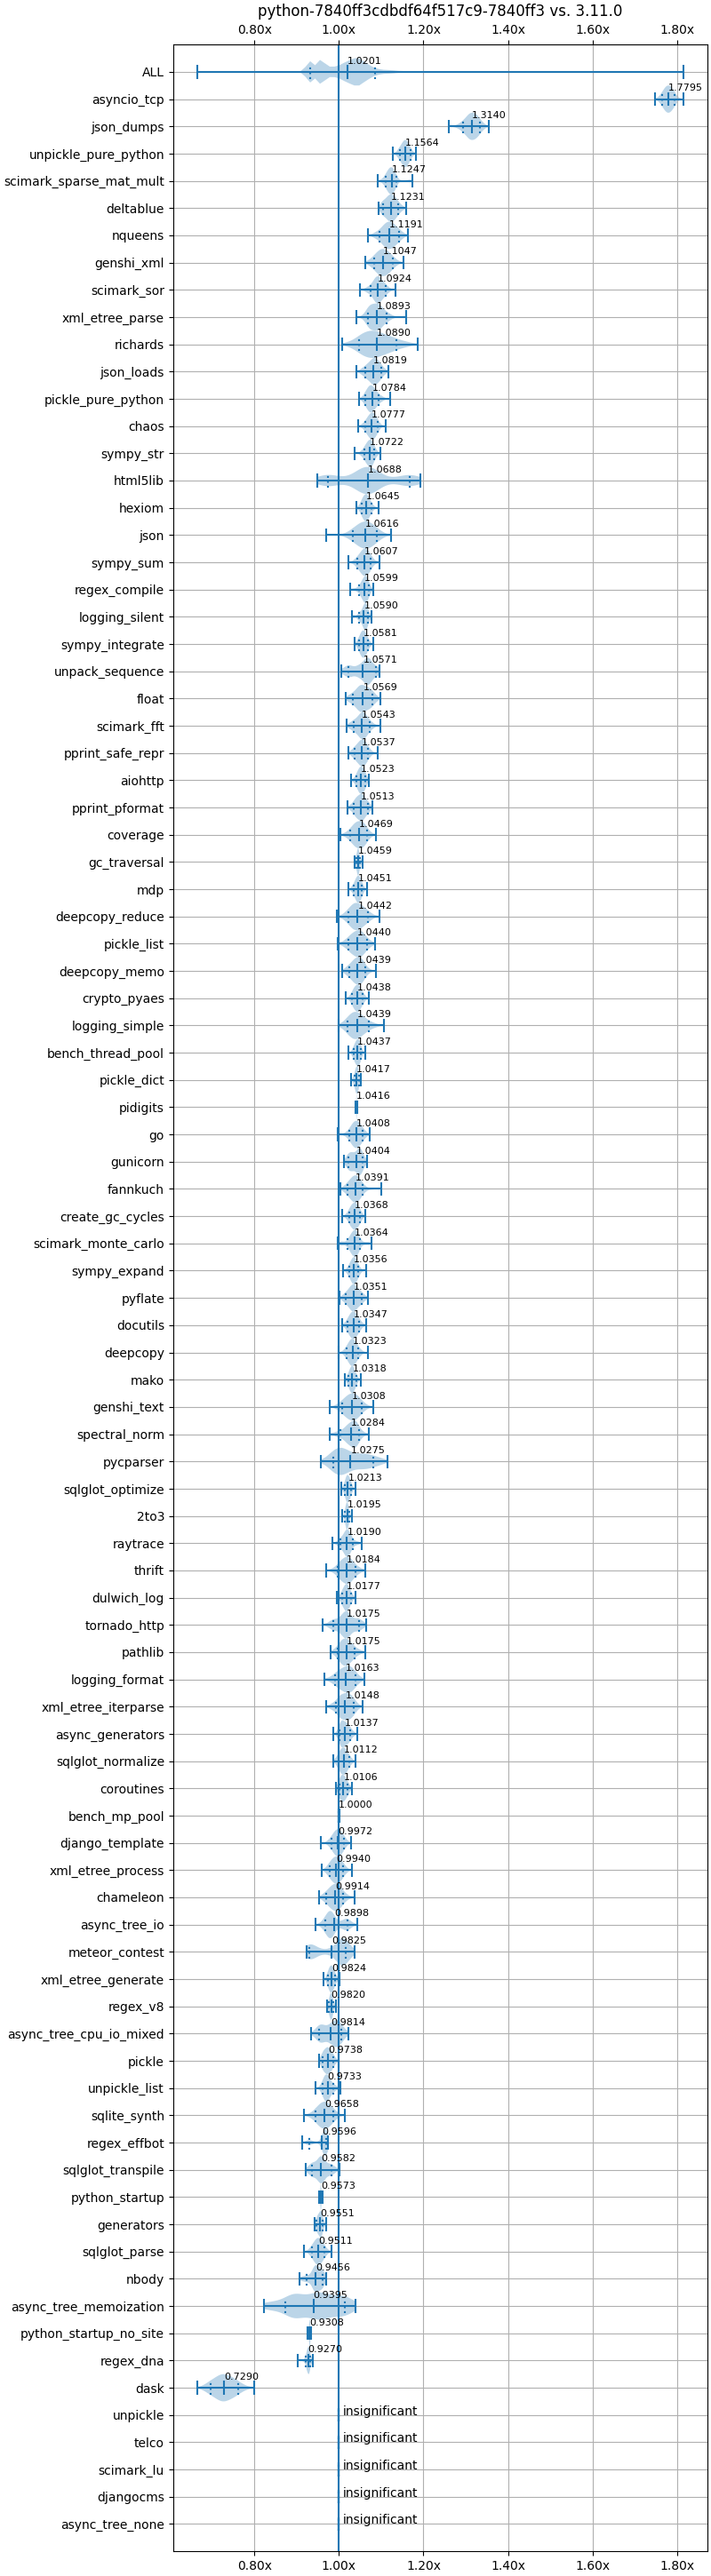 python-7840ff3cdbdf64f517c9-7840ff3 vs. 3.11.0
0.80x 1.00x 1.20x 1.40x 1.60x 1.80x
ALL 1.0201
asyncio_tcp 1.7795
json_dumps 1.3140
unpickle_pure_python 1.1564
scimark_sparse_mat_mult 1.1247
deltablue 1.1231
nqueens 1.1191
genshi_xml 1.1047
scimark_sor 1.0924
xml_etree_parse 1.0893
richards 1.0890
json_loads 1.0819
pickle_pure_python 1.0784
chaos 1.0777
sympy_str 1.0722
html5lib 1.0688
hexiom 1.0645
json 1.0616
sympy_sum 1.0607
regex_compile 1.0599
logging_silent 1.0590
sympy_integrate 1.0581
unpack_sequence 1.0571
float 1.0569
scimark_fft 1.0543
pprint_safe_repr 1.0537
aiohttp 1.0523
pprint_pformat 1.0513
coverage 1.0469
gc_traversal 1.0459
mdp 1.0451
deepcopy_reduce 1.0442
pickle_list 1.0440
deepcopy_memo 1.0439
crypto_pyaes 1.0438
logging_simple 1.0439
bench_thread_pool 1.0437
pickle_dict 1.0417
pidigits 1.0416
go 1.0408
gunicorn 1.0404
fannkuch 1.0391
create_gc_cycles 1.0368
scimark_monte_carlo 1.0364
sympy_expand 1.0356
pyflate 1.0351
docutils 1.0347
deepcopy 1.0323
mako 1.0318
genshi_text 1.0308
spectral_norm 1.0284
pycparser 1.0275
sqlglot_optimize 1.0213
2to3 1.0195
raytrace 1.0190
thrift 1.0184
dulwich_log 1.0177
tornado_http 1.0175
pathlib 1.0175
logging_format 1.0163
xml_etree_iterparse 1.0148
async_generators 1.0137
sqlglot_normalize 1.0112
coroutines 1.0106
bench_mp_pool 1.0000
django_template 0.9972
xml_etree_process 0.9940
chameleon 0.9914
async_tree_io 0.9898
meteor_contest 0.9825
xml_etree_generate 0.9824
regex_v8 0.9820
async_tree_cpu_io_mixed 0.9814
pickle 0.9738
unpickle_list 0.9733
sqlite_synth 0.9658
regex_effbot 0.9596
sqlglot_transpile 0.9582
python_startup 0.9573
generators 0.9551
sqlglot_parse 0.9511
nbody 0.9456
async_tree_memoization 0.9395
python_startup_no_site 0.9308
regex_dna 0.9270
dask 0.7290
unpickle insignificant
telco insignificant
scimark_lu insignificant
djangocms insignificant
async_tree_none insignificant
0.80x 1.00x 1.20x 1.40x 1.60x 1.80x